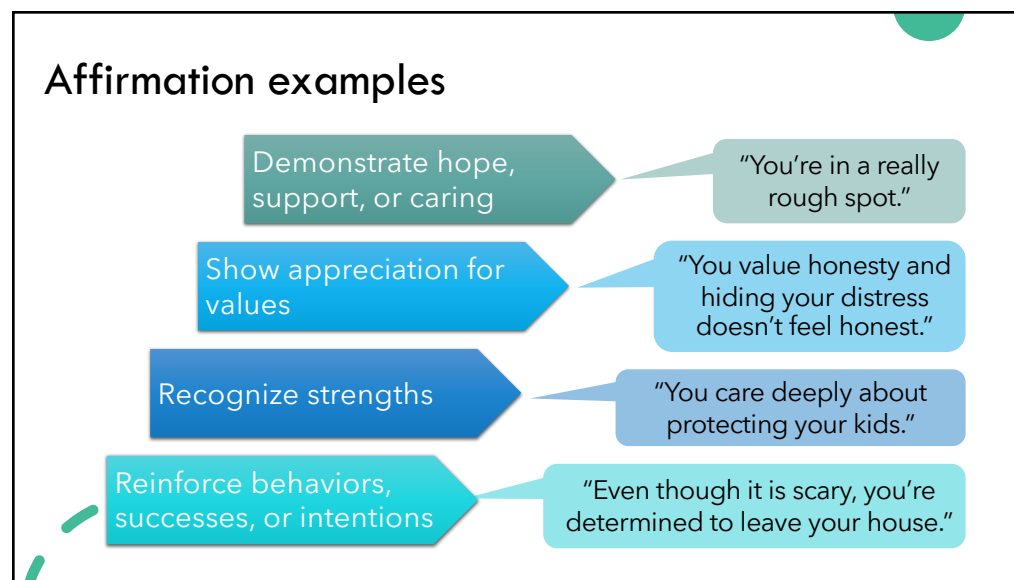 Affirmation examples
Demonstrate hope,
support, or caring
“You’re in a really
rough spot.”
Show appreciation for
values
“You value honesty and
hiding your distress
doesn’t feel honest.”
Recognize strengths
“You care deeply about
protecting your kids.”
Reinforce behaviors,
successes, or intentions
“Even though it is scary, you’re
determined to leave your house.”